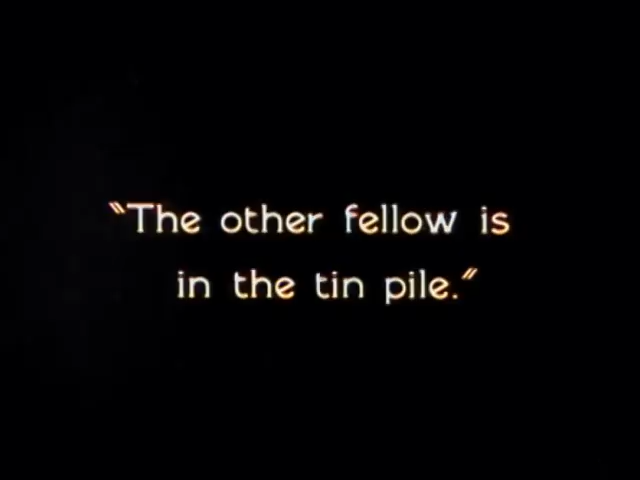 "The other fellow is
in the tin pile."